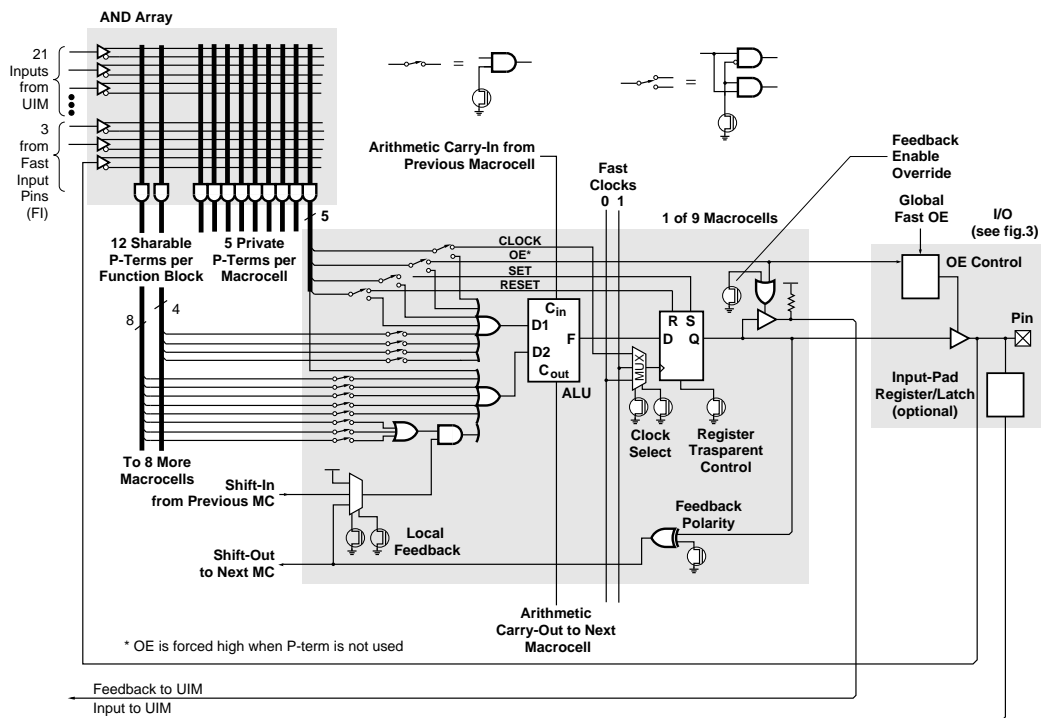 AND Array
21
Inputs
from
UIM
3
from
Fast
Input
Pins
(FI)
=
=
Arithmetic Carry-In from
Previous Macrocell
Fast
Clocks
0 1
Feedback
Enable
Override
1 of 9 Macrocells
Global
Fast OE
I/O
(see fig.3)
5
12 Sharable
P-Terms per
Function Block
5 Private
P-Terms per
Macrocell
CLOCK
OE*
SET
RESET
OE Control
8
4
Cin
D1
D2
Cout
F
ALU
R S
D Q
MUX
Pin
Input-Pad
Register/Latch
(optional)
Clock
Select
Register
Trasparent
Control
To 8 More
Macrocells
Shift-In
from Previous MC
Local
Feedback
Feedback
Polarity
Shift-Out
to Next MC
Arithmetic
Carry-Out to Next
Macrocell
* OE is forced high when P-term is not used
Feedback to UIM
Input to UIM